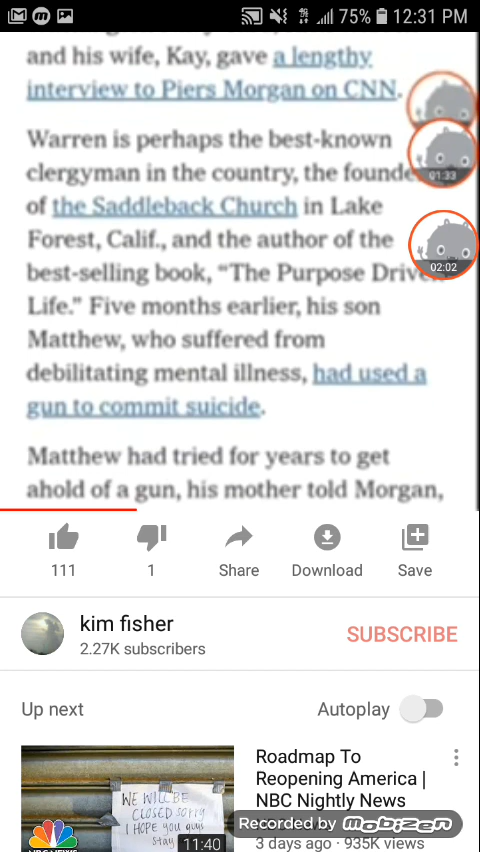 75% 12:31 PM
and his wife, Kay, gave a lengthy
interview to Piers Morgan on CNN.
Warren is perhaps the best-known
clergyman in the country, the founde
01:33
of the Saddleback Church in Lake
Forest, Calif., and the author of the
best-selling book, “The Purpose Drive
02:02
Life.” Five months earlier, his son
Matthew, who suffered from
debilitating mental illness, had used a
gun to commit suicide.
Matthew had tried for years to get
ahold of a gun, his mother told Morgan,
111 1 Share Download Save
kim fisher
SUBSCRIBE
2.27K subscribers
Up next Autoplay
Roadmap To
Reopening America |
NBC Nightly News
WE WILL BE
CLOSED SORRY
I HOPE YOU guys
stay
11:40
Recorded by mobizen
3 days ago · 935K views